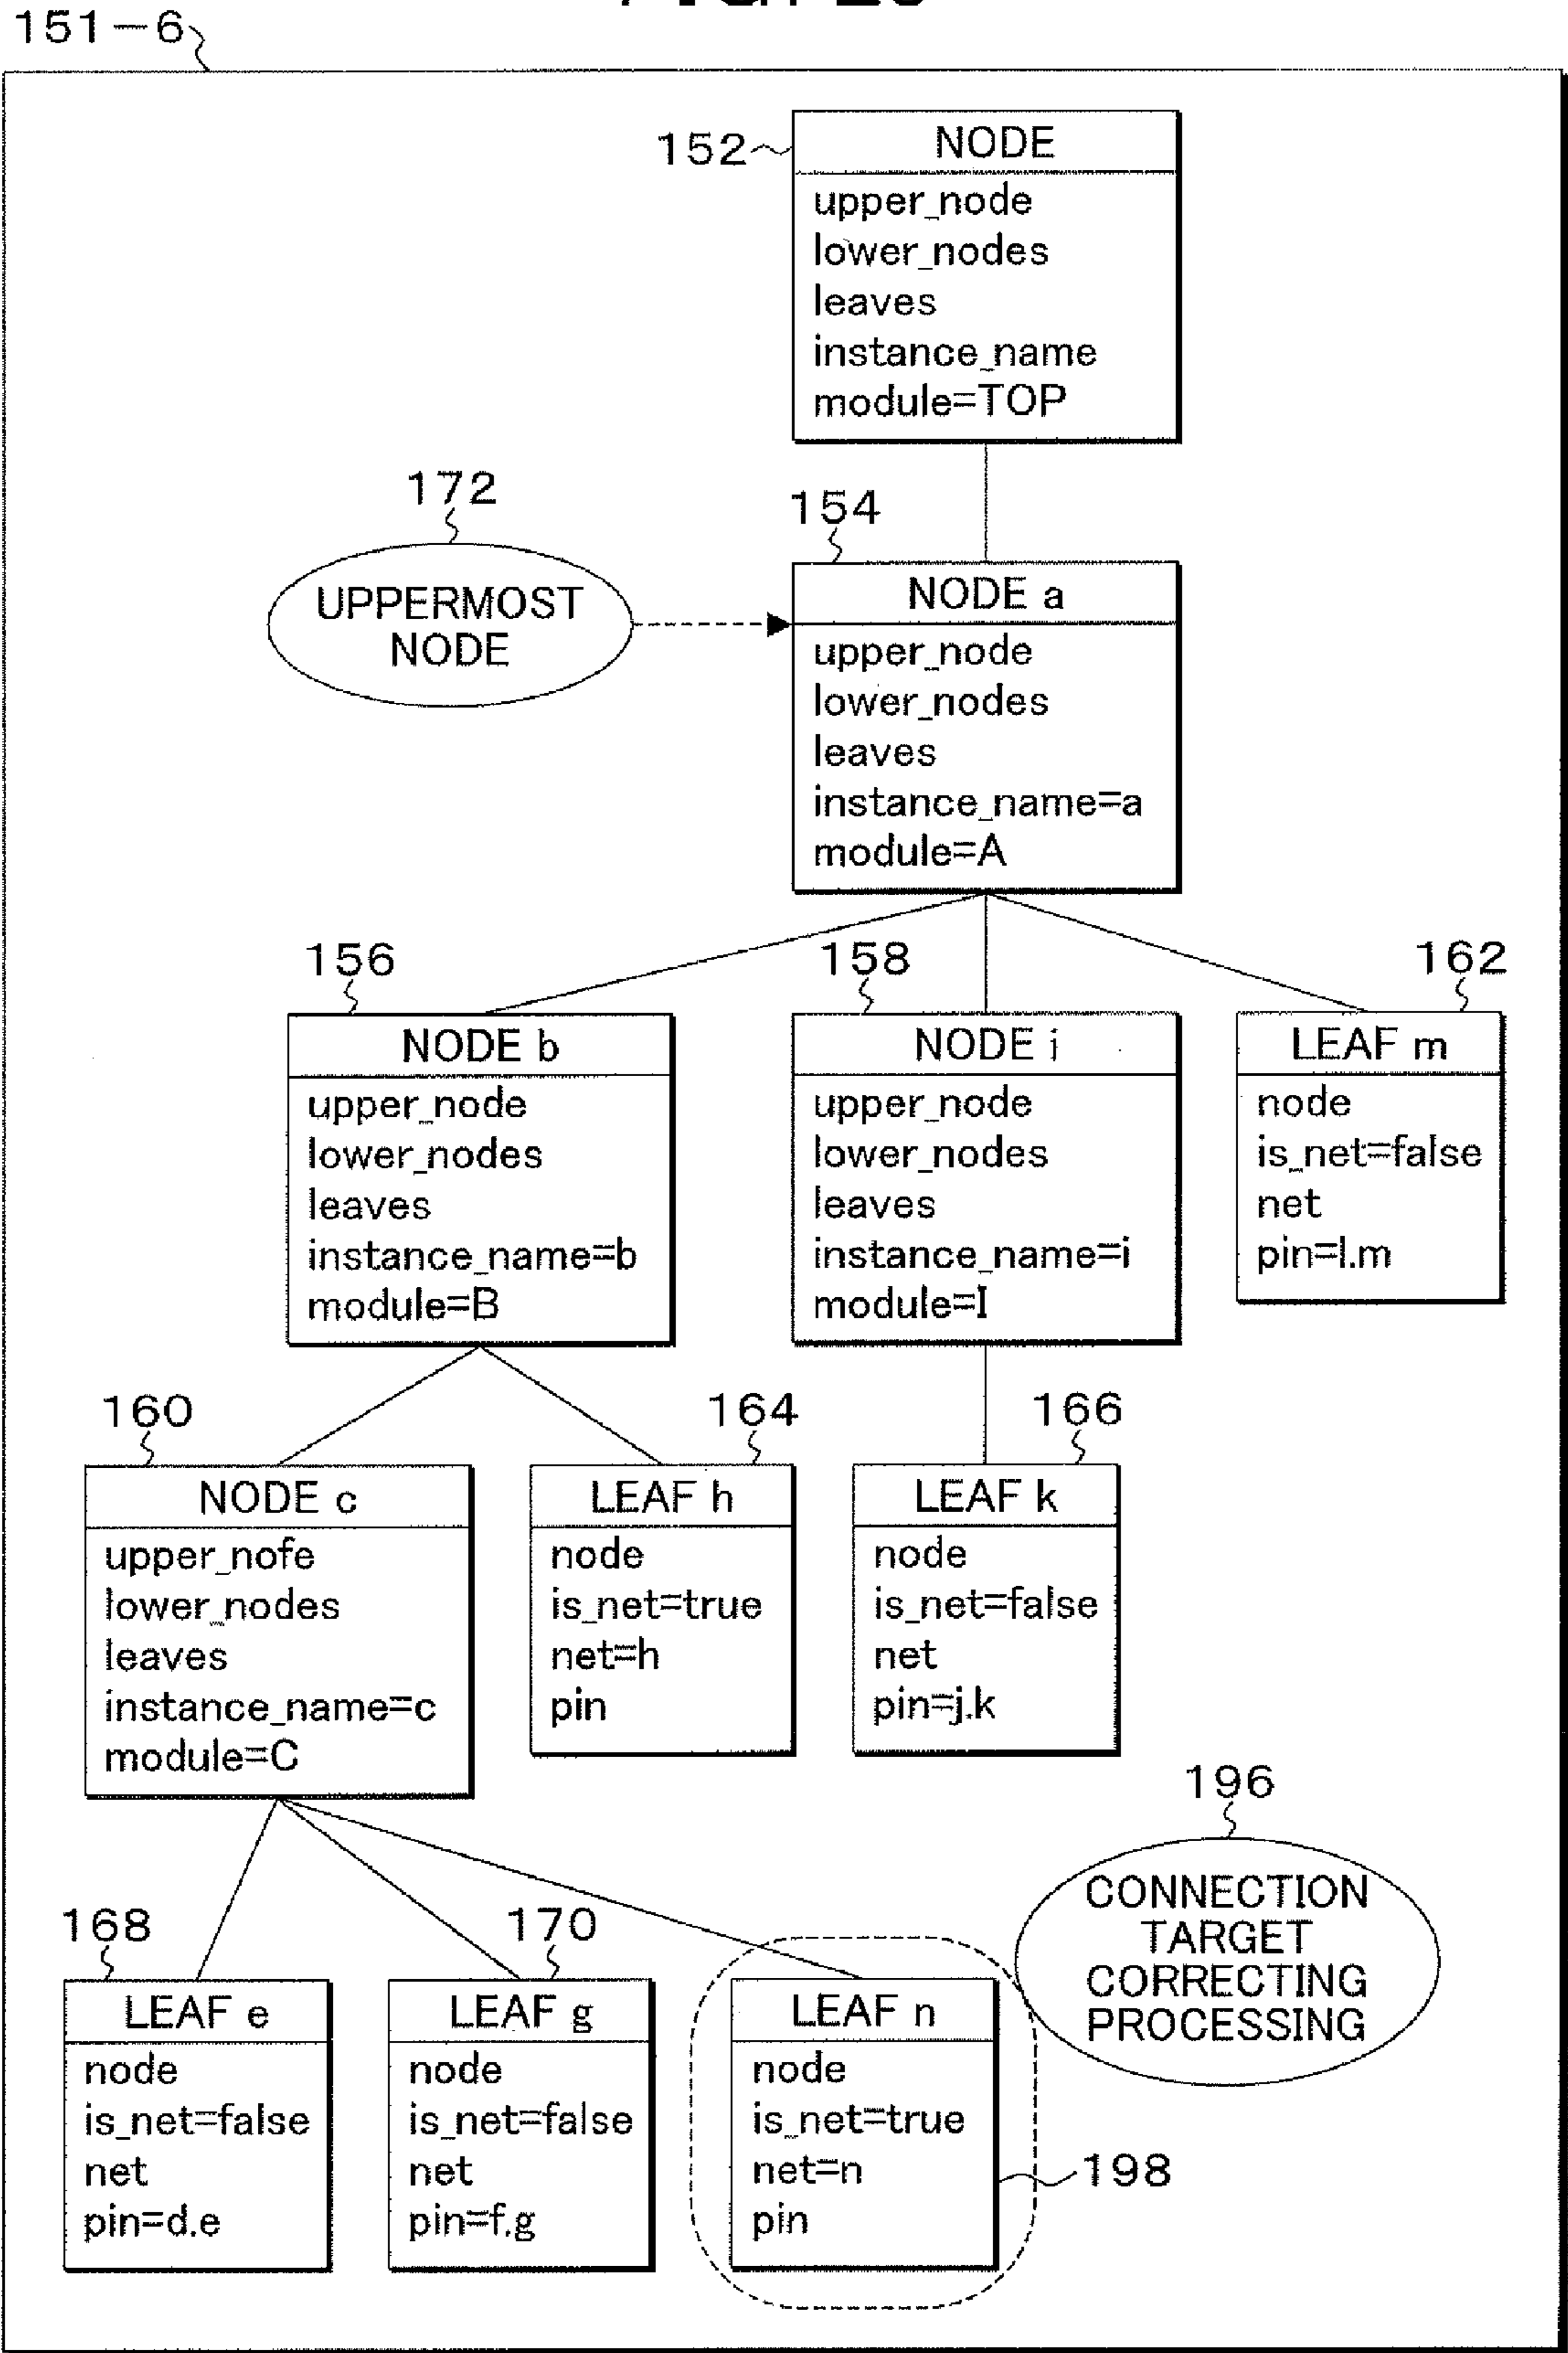 151-6
152
NODE
upper_node
lower_nodes
leaves
instance_name
module=TOP
172
UPPERMOST
NODE
154
NODE a
upper_node
lower_nodes
leaves
instance_name=a
module=A
156
NODE b
upper_node
lower_nodes
leaves
instance_name=b
module=B
158
NODE i
upper_node
lower_nodes
leaves
instance_name=i
module=I
162
LEAF m
node
is_net=false
net
pin=l.m
160
NODE c
upper_nofe
lower_nodes
leaves
instance_name=c
module=C
164
LEAF h
node
is_net=true
net=h
pin
166
LEAF k
node
is_net=false
net
pin=j.k
196
CONNECTION
TARGET
CORRECTING
PROCESSING
168
LEAF e
node
is_net=false
net
pin=d.e
170
LEAF g
node
is_net=false
net
pin=f.g
LEAF n
node
is_net=true
net=n
pin
198